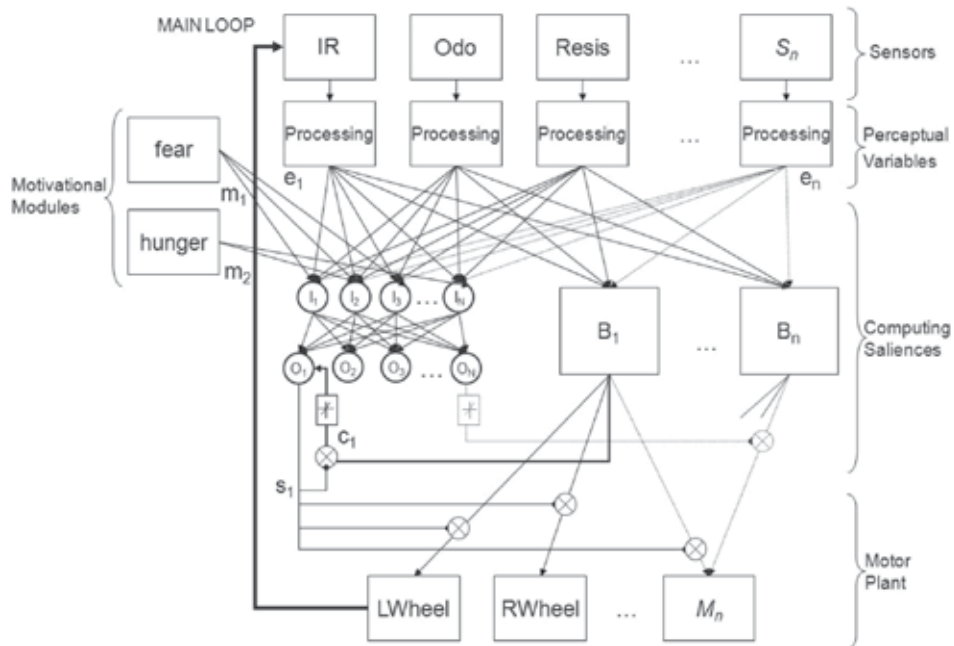 MAIN LOOP
IR
Odo
Resis
...
Sₙ
Sensors
Processing
Processing
Processing
...
Processing
Perceptual
Variables
e₁
eₙ
Motivational
Modules
fear
m₁
hunger
m₂
I₁
I₂
I₃
...
I_N
B₁
...
Bₙ
Computing
Saliences
O₁
O₂
O₃
...
O_N
c₁
s₁
LWheel
RWheel
...
Mₙ
Motor
Plant